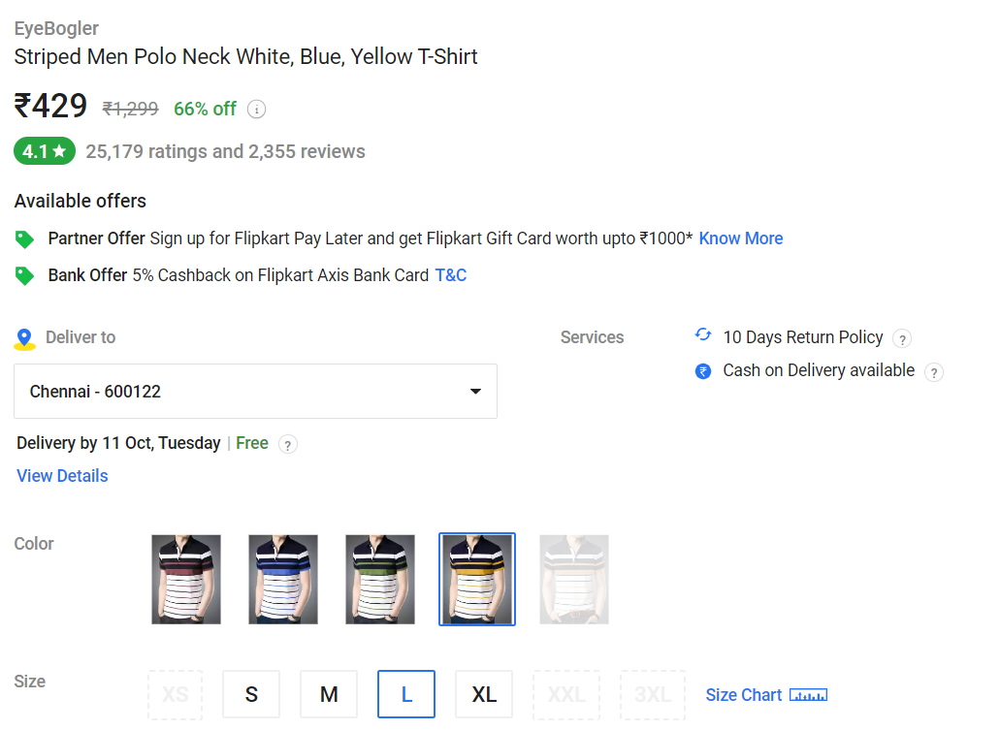 EyeBogler
Striped Men Polo Neck White, Blue, Yellow T-Shirt
₹429 ₹1,299 66% off i
4.1★ 25,179 ratings and 2,355 reviews
Available offers
Partner Offer Sign up for Flipkart Pay Later and get Flipkart Gift Card worth upto ₹1000* Know More
Bank Offer 5% Cashback on Flipkart Axis Bank Card T&C
Deliver to
Chennai - 600122
Delivery by 11 Oct, Tuesday | Free ?
View Details
Services
10 Days Return Policy ?
₹ Cash on Delivery available ?
Color
Size
XS S M L XL XXL 3XL Size Chart